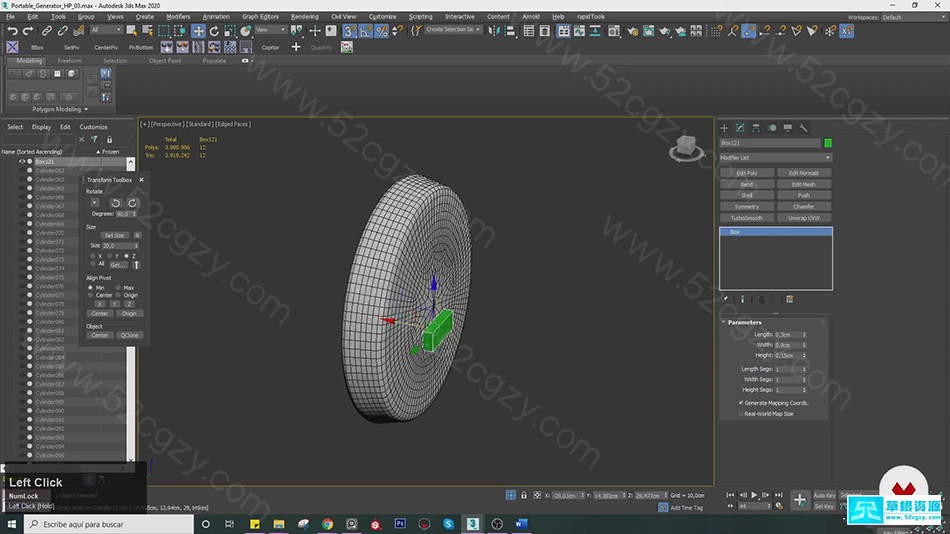 Portable_Generator_HP_03.max - Autodesk 3ds Max 2020
File Edit Tools Group Views Create Modifiers Animation Graph Editors Rendering Civil View Customize Scripting Interactive Content Arnold Help rapidTools
Workspaces: Default
All
View
Create Selection Se
BBox SelPiv CenterPiv PivBottom Copitor Quadrify
Modeling Freeform Selection Object Paint Populate
Polygon Modeling
Select Display Edit Customize
Name (Sorted Ascending) Frozen
[+] [Perspective] [Standard] [Edged Faces]
Total Box121
Polys: 3.900.906 12
Tris: 3.919.242 12
Box121
Cylinder062
Cylinder063
Cylinder065
Cylinder066
Cylinder067
Cylinder068
Cylinder069
Cylinder070
Cylinder071
Cylinder072
Cylinder073
Cylinder074
Cylinder075
Cylinder076
Cylinder077
Cylinder078
Cylinder079
Cylinder080
Cylinder081
Cylinder082
Cylinder083
Cylinder084
Cylinder085
Cylinder086
Cylinder087
Cylinder088
Cylinder089
Cylinder090
Cylinder091
Cylinder092
Cylinder093
Cylinder094
Cylinder095
Transform Toolbox
Rotate
Degrees: 90,0
Size
Set Size R
Size 20,0
X Y Z
All Get...
Align Pivot
Min Max
Center Origin
X Y Z
Center Origin
Object
Center QClone
Box121
Modifier List
Edit Poly Edit Normals
Bend Edit Mesh
Shell Push
Symmetry Chamfer
TurboSmooth Unwrap UVW
Box
Parameters
Length: 0,3cm
Width: 0,8cm
Height: 0,15cm
Length Segs: 1
Width Segs: 1
Height Segs: 1
Generate Mapping Coords.
Real-World Map Size
Left Click
NumLock
Left Click [Hold]
1 Object Selected
X: Y: Z: Grid = 10,0cm
Add Time Tag
44
Auto Key
Set Key
Key Filters
Escribe aquí para buscar
www.52cgzy.com
草根资源
www.52cgzy.com